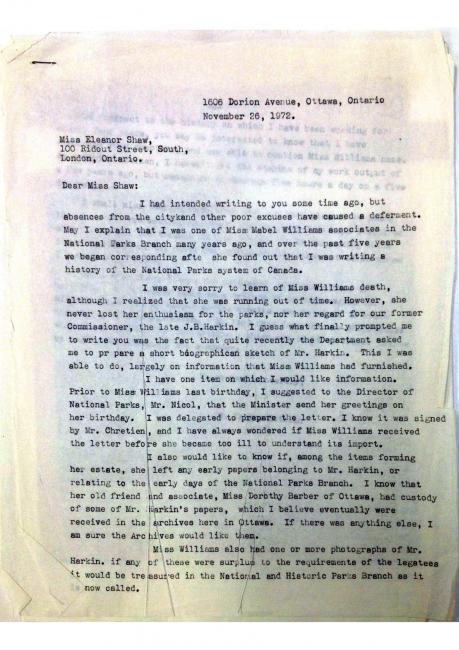 1606 Dorion Avenue, Ottawa, Ontario
November 26, 1972.
Miss Eleanor Shaw,
100 Ridout Street, South,
London, Ontario.
Dear Miss Shaw:
I had intended writing to you some time ago, but
absences from the citykand other poor excuses have caused a deferment.
May I explain that I was one of Miss Mabel Williams associates in the
National Parks Branch many years ago, and over the past five years
we began corresponding afte she found out that I was writing a
history of the National Parks system of Canada.
I was very sorry to learn of Miss Williams death,
although I realized that she was running out of time. However, she
never lost her enthusiasm for the parks, nor her regard for our former
Commissioner, the late J.B.Harkin. I guess what finally prompted me
to write you was the fact that quite recently the Department asked
me to pr pare a short biographican sketch of Mr. Harkin. This I was
able to do, largely on information that Miss Williams had furnished.
I have one item on which I would like information.
Prior to Miss Williams last birthday, I suggested to the Director of
National Parks, Mr. Nicol, that the Minister send her greetings on
her birthday. I was delegated to prepare the letter. I know it was signed
by Mr. Chretien, and I have always wondered if Miss Williams received
the letter before she became too ill to understand its import.
I also would like to know if, among the items forming
her estate, she left any early papers belonging to Mr. Harkin, or
relating to the early days of the National Parks Branch. I know that
her old friend and associate, Miss Dorothy Barber of Ottawa, had custody
of some of Mr. Harkin's papers, which I believe eventually were
received in the archives here in Ottawa. If there was anything else, I
am sure the Archives would like them.
Miss Williams also had one or more photographs of Mr.
Harkin. if any of these were surplus to the requirements of the legatees
it would be treasured in the National and Historic Parks Branch as it
is now called.